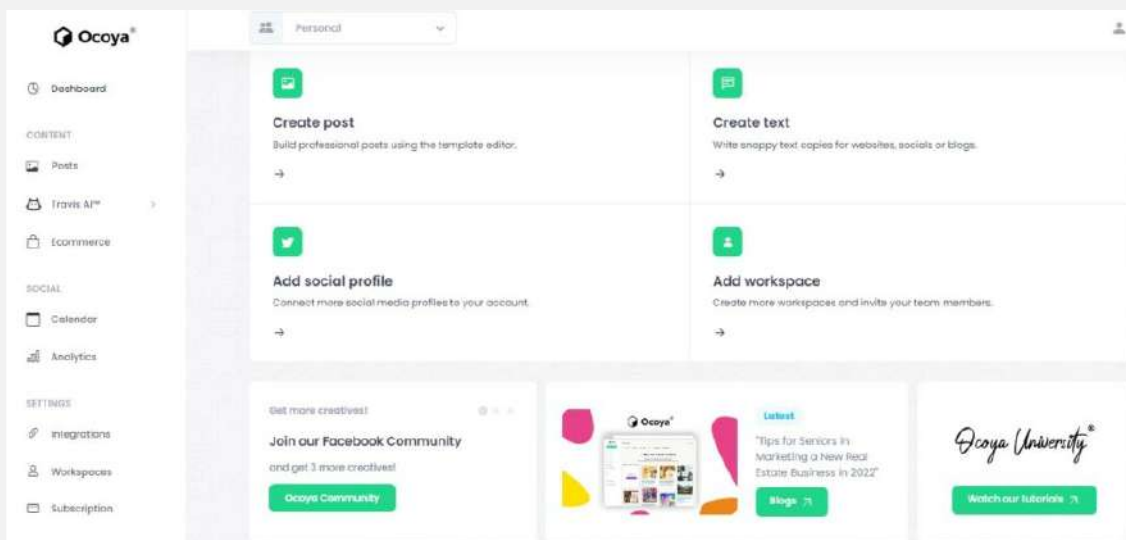 Ocoya®
Personal
Dashboard
CONTENT
Posts
Travis AI™
Ecommerce
SOCIAL
Calendar
Analytics
SETTINGS
Integrations
Workspaces
Subscription
Create post
Build professional posts using the template editor.
→
Create text
Write snappy text copies for websites, socials or blogs.
→
Add social profile
Connect more social media profiles to your account.
→
Add workspace
Create more workspaces and invite your team members.
→
Get more creatives!
Join our Facebook Community
and get 3 more creatives!
Ocoya Community
Ocoya®
Latest
"Tips for Seniors in
Marketing a New Real
Estate Business in 2022"
Blogs
Ocoya University®
Watch our tutorials